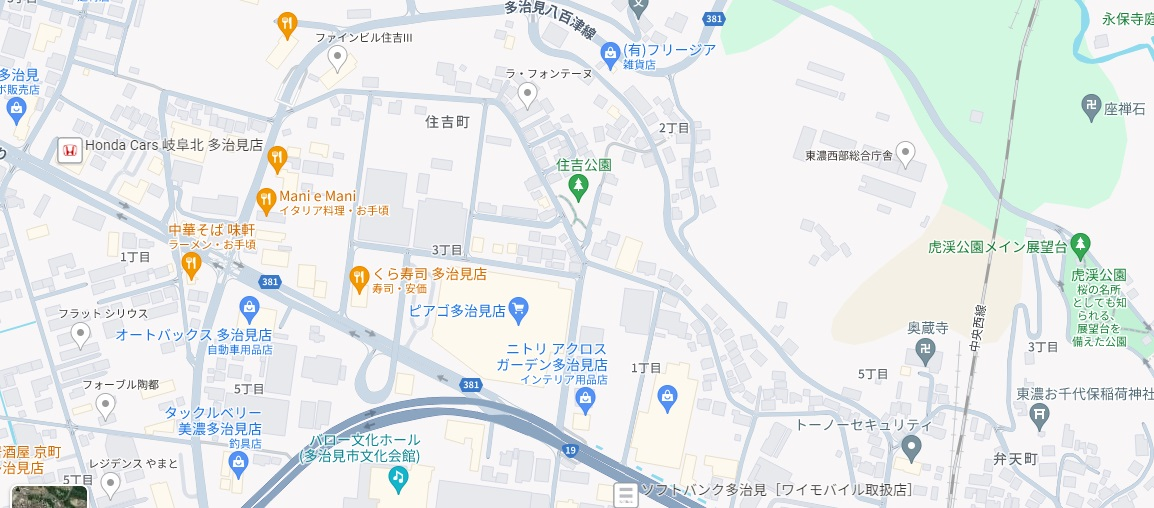 多治見八百津線
381
永保寺庭
ファインビル住吉III
(有)フリージア
雑貨店
多治見
ボ販売店
ラ・フォンテーヌ
座禅石
住吉町
2丁目
Honda Cars 岐阜北 多治見店
東濃西部総合庁舎
住吉公園
Mani e Mani
イタリア料理・お手頃
中華そば 味軒
ラーメン・お手頃
3丁目
虎渓公園メイン展望台
1丁目
くら寿司 多治見店
寿司・安価
虎渓公園
桜の名所
としても知
られる、
展望台を
備えた公園
381
ピアゴ多治見店
フラット シリウス
オートバックス 多治見店
自動車用品店
中央西線
奥蔵寺
3丁目
ニトリ アクロス
ガーデン多治見店
インテリア用品店
1丁目
5丁目
フォーブル陶都
5丁目
381
東濃お千代保稲荷神社
タックルベリー
美濃多治見店
釣具店
トーノーセキュリティ
バロー文化ホール
(多治見市文化会館)
19
酒屋 京町
治見店
レジデンス やまと
弁天町
5丁目
ソフトバンク多治見［ワイモバイル取扱店］